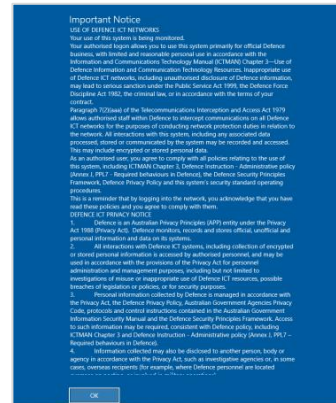 Important Notice
USE OF DEFENCE ICT NETWORKS
Your use of this system is being monitored.
Your authorised logon allows you to use this system primarily for official Defence
business, with limited and reasonable personal use in accordance with the
Information and Communications Technology Manual (ICTMAN) Chapter 3—Use of
Defence Information and Communication Technology Resources. Inappropriate use
of Defence ICT networks, including unauthorised disclosure of Defence information,
may lead to serious sanction under the Public Service Act 1999, the Defence Force
Discipline Act 1982, the criminal law, or in accordance with the terms of your
contract.
Paragraph 7(2)(aaa) of the Telecommunications Interception and Access Act 1979
allows authorised staff within Defence to intercept communications on all Defence
ICT networks for the purposes of conducting network protection duties in relation to
the network. All interactions with this system, including any associated data
processed, stored or communicated by the system may be recorded and accessed.
This may include encrypted or stored personal data.
As an authorised user, you agree to comply with all policies relating to the use of
this system, including ICTMAN Chapter 3, Defence Instruction - Administrative policy
(Annex J, PPL7 - Required behaviours in Defence), the Defence Security Principles
Framework, Defence Privacy Policy and this system's security standard operating
procedures.
This is a reminder that by logging into the network, you acknowledge that you have
read these policies and you agree to comply with them.
DEFENCE ICT PRIVACY NOTICE
1. Defence is an Australian Privacy Principles (APP) entity under the Privacy
Act 1988 (Privacy Act). Defence monitors, records and stores official, unofficial and
personal information and data on its systems.
2. All interactions with Defence ICT systems, including collection of encrypted
or stored personal information is accessed by authorised personnel, and may be
used in accordance with the provisions of the Privacy Act for personnel
administration and management purposes, including but not limited to
investigations of misuse or inappropriate use of Defence ICT resources, possible
breaches of legislation or policies, or for security purposes.
3. Personal information collected by Defence is managed in accordance with
the Privacy Act, the Defence Privacy Policy, Australian Government Agencies Privacy
Code, protocols and control instructions contained in the Australian Government
Information Security Manual and the Defence Security Principles Framework. Access
to such information may be required, consistent with Defence policy, including
ICTMAN Chapter 3 and Defence Instruction - Administrative policy (Annex J, PPL7 –
Required behaviours in Defence).
4. Information collected may also be disclosed to another person, body or
agency in accordance with the Privacy Act, such as investigative agencies or, in some
cases, overseas recipients (for example, where Defence personnel are located
OK